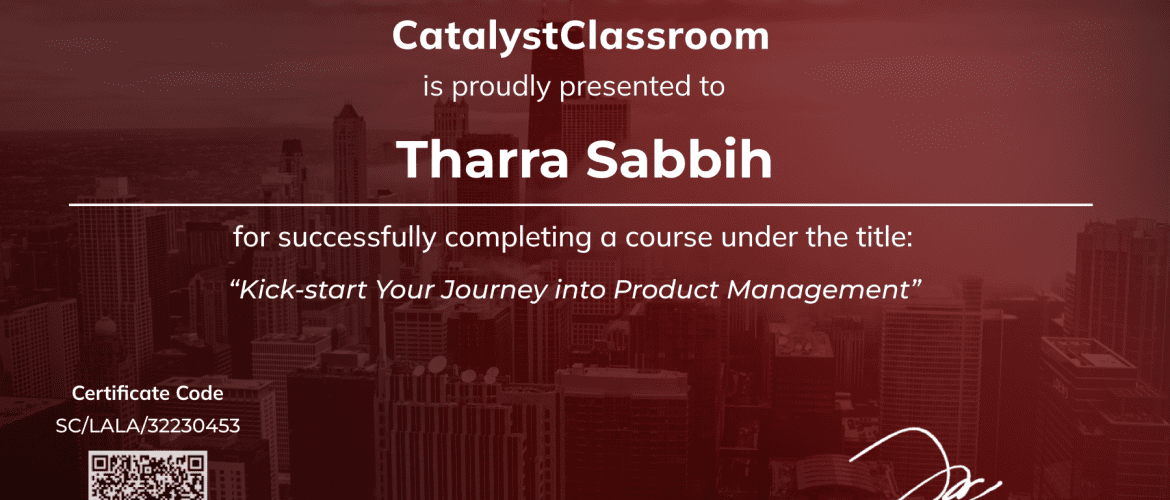 CatalystClassroom
is proudly presented to
Tharra Sabbih
for successfully completing a course under the title:
“Kick-start Your Journey into Product Management”
Certificate Code
SC/LALA/32230453